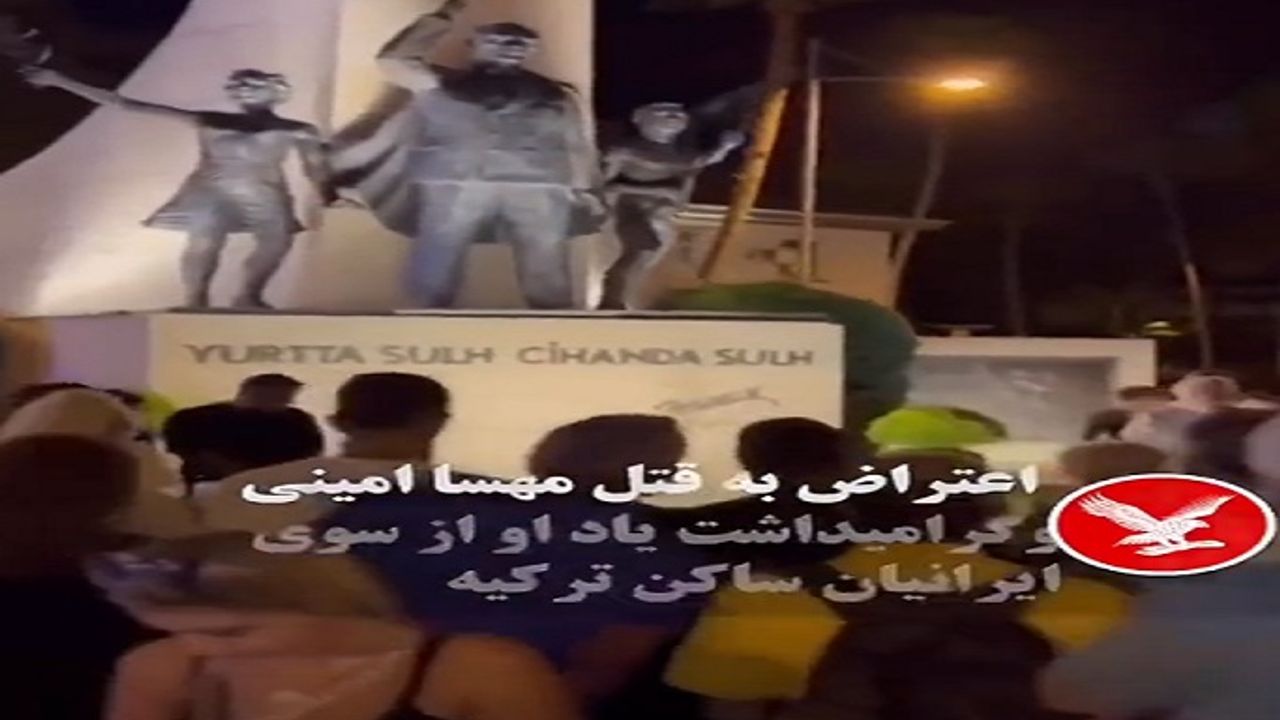 YURTTA SULH CİHANDA SULH
اعتراض به قتل مهسا امینی
و گرامیداشت یاد او از سوی
ایرانیان ساکن ترکیه